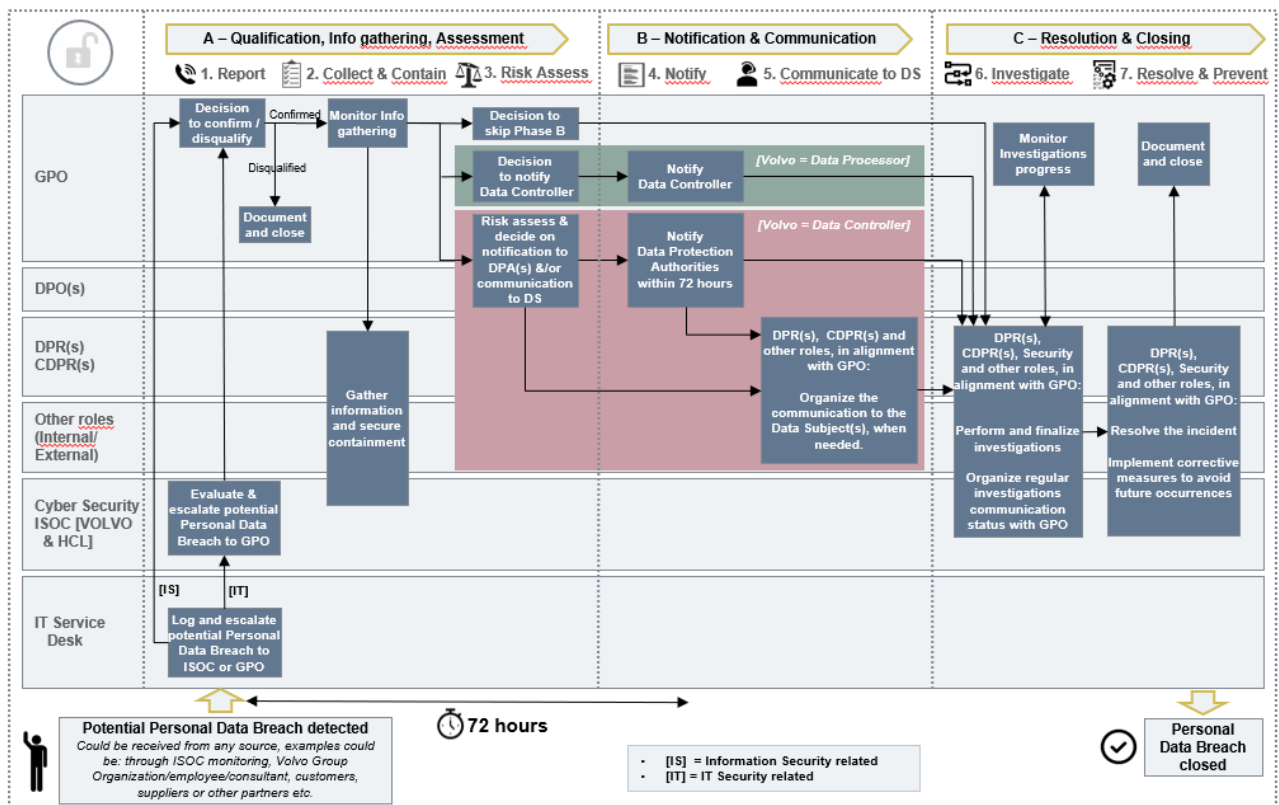 A – Qualification, Info gathering, Assessment
B – Notification & Communication
C – Resolution & Closing
1. Report
2. Collect & Contain
3. Risk Assess
4. Notify
5. Communicate to DS
6. Investigate
7. Resolve & Prevent
GPO
Decision
to confirm /
disqualify
Confirmed
Disqualified
Document
and close
Monitor Info
gathering
Decision to
skip Phase B
[Volvo = Data Processor]
Decision
to notify
Data Controller
Notify
Data Controller
[Volvo = Data Controller]
Risk assess &
decide on
notification to
DPA(s) &/or
communication
to DS
Notify
Data Protection
Authorities
within 72 hours
Monitor
Investigations
progress
Document
and close
DPO(s)
DPR(s)
CDPR(s)
Gather
information
and secure
containment
DPR(s), CDPR(s) and
other roles, in alignment
with GPO:
Organize the
communication to the
Data Subject(s), when
needed.
DPR(s),
CDPR(s), Security
and other roles, in
alignment with GPO:
Perform and finalize
investigations
Organize regular
investigations
communication
status with GPO
DPR(s),
CDPR(s), Security
and other roles, in
alignment with GPO:
Resolve the incident
Implement corrective
measures to avoid
future occurrences
Other roles
(Internal/
External)
Cyber Security
ISOC [VOLVO
& HCL]
Evaluate &
escalate potential
Personal Data
Breach to GPO
[IS]
[IT]
IT Service
Desk
Log and escalate
potential Personal
Data Breach to
ISOC or GPO
72 hours
Potential Personal Data Breach detected
Could be received from any source, examples could
be: through ISOC monitoring, Volvo Group
Organization/employee/consultant, customers,
suppliers or other partners etc.
- [IS] = Information Security related
- [IT] = IT Security related
Personal
Data Breach
closed